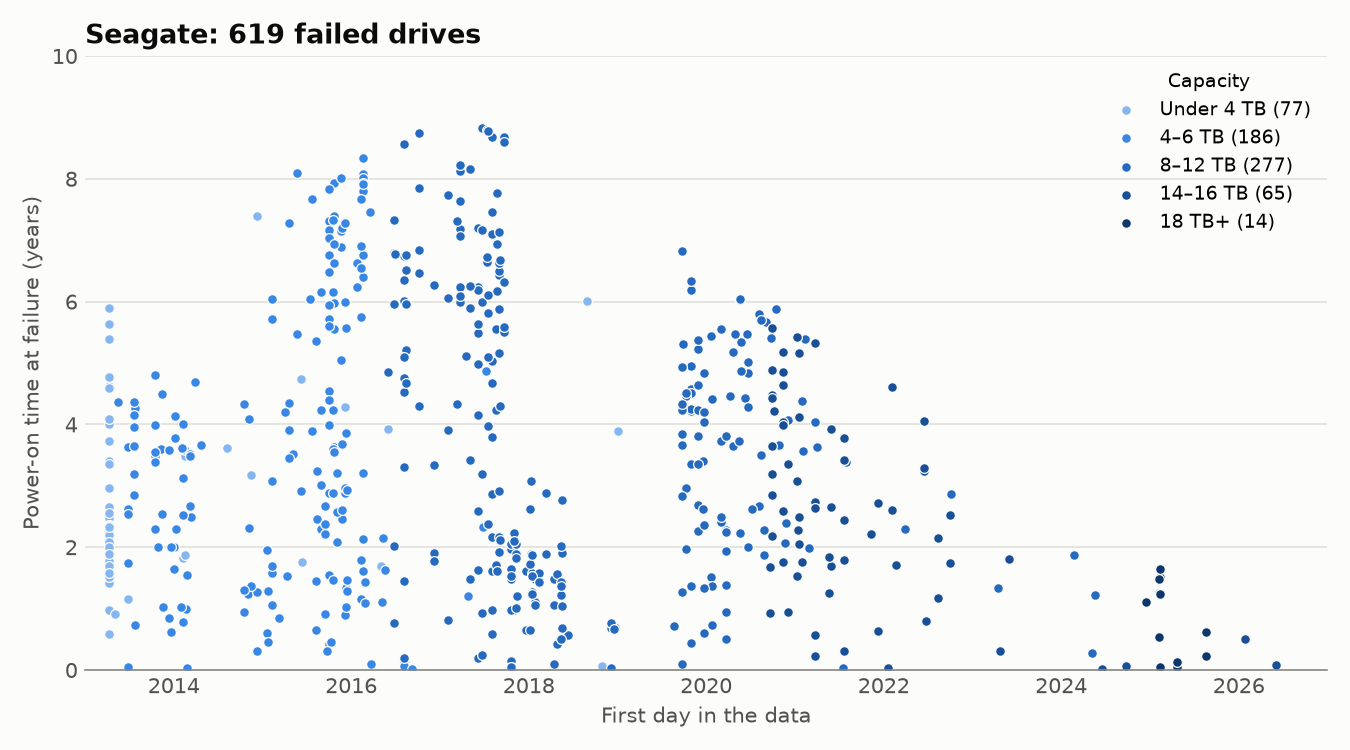 Seagate: 619 failed drives
Power-on time at failure (years)
10
8
6
4
2
0
Capacity
Under 4 TB (77)
4–6 TB (186)
8–12 TB (277)
14–16 TB (65)
18 TB+ (14)
2014 2016 2018 2020 2022 2024 2026
First day in the data